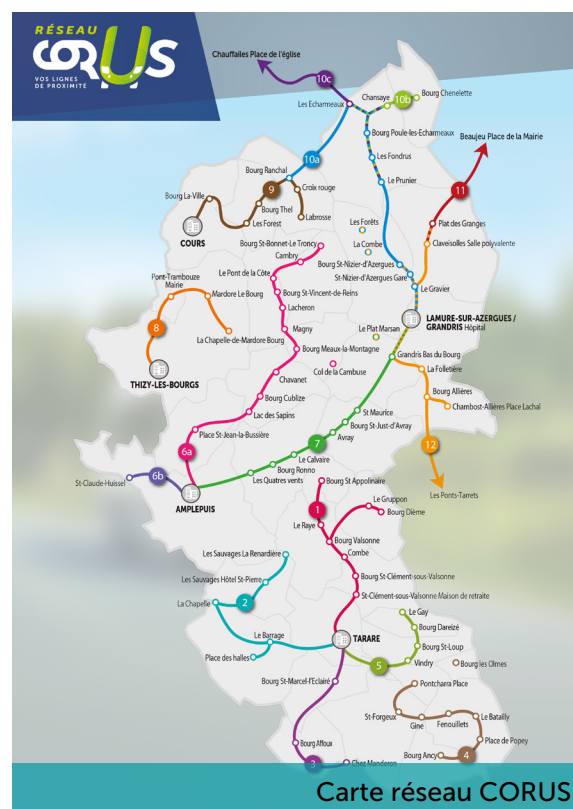 RÉSEAU
CORUS
VOS LIGNES
DE PROXIMITÉ
Chauffailles Place de l'église
10c
Les Echarmeaux
Chansaye
10b
Bourg Chenelette
Bourg Poule-les-Echarmeaux
Beaujeu Place de la Mairie
Les Fondrus
10a
Bourg Ranchal
Le Prunier
9
Croix rouge
11
Bourg La-Ville
Bourg Thel
Labrosse
Les Forest
Plat des Granges
Les Forêts
COURS
Bourg St-Bonnet-Le Troncy
La Combe
Claveisolles Salle polyvalente
Cambry
Bourg St-Nizier-d'Azergues
Pont-Trambouze
Mairie
Le Pont de la Côte
St-Nizier-d'Azergues Gare
Le Gravier
Mardore Le Bourg
Bourg St-Vincent-de-Reins
Lacheron
LAMURE-SUR-AZERGUES /
GRANDRIS Hôpital
8
Magny
Le Plat Marsan
La Chapelle-de-Mardore Bourg
Bourg Meaux-la-Montagne
Grandris Bas du Bourg
Col de la Cambuse
La Folletière
THIZY-LES-BOURGS
Chavanet
Bourg Allières
Bourg Cublize
Chambost-Allières Place Lachal
Lac des Sapins
St Maurice
Bourg St-Just-d'Avray
Place St-Jean-la-Bussière
Avray
7
12
6a
Le Calvaire
Bourg Ronno
6b
St-Claude-Huissel
Les Quatres vents
Bourg St Appolinaire
Les Ponts-Tarrets
AMPLEPUIS
Le Gruppon
1
Bourg Dième
Le Raye
Bourg Valsonne
Les Sauvages La Renardière
Combe
Les Sauvages Hôtel St-Pierre
Bourg St-Clément-sous-Valsonne
La Chapelle
2
St-Clément-sous-Valsonne Maison de retraite
Le Gay
Bourg Dareizé
Le Barrage
TARARE
Bourg St-Loup
Place des halles
5
Vindry
Bourg les Olmes
Bourg St-Marcel-l'Eclairé
Pontcharra Place
St-Forgeux
Le Batailly
Gine
Fenouillets
Place de Popey
Bourg Affoux
Bourg Ancy
4
3
Chez Monderon
Carte réseau CORUS